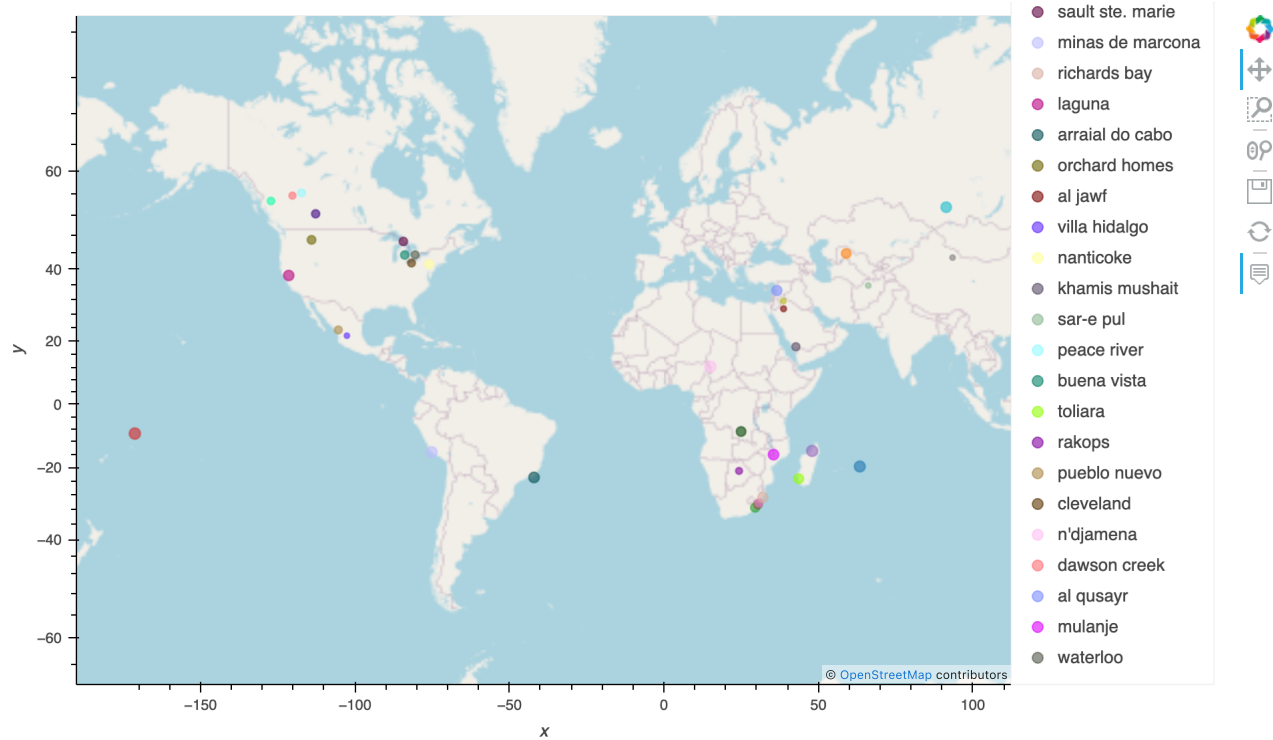 sault ste. marie
minas de marcona
richards bay
laguna
arraial do cabo
orchard homes
al jawf
villa hidalgo
nanticoke
khamis mushait
sar-e pul
peace river
buena vista
toliara
rakops
pueblo nuevo
cleveland
n'djamena
dawson creek
al qusayr
mulanje
waterloo
60
40
20
0
−20
−40
−60
y
© OpenStreetMap contributors
−150
−100
−50
0
50
100
x